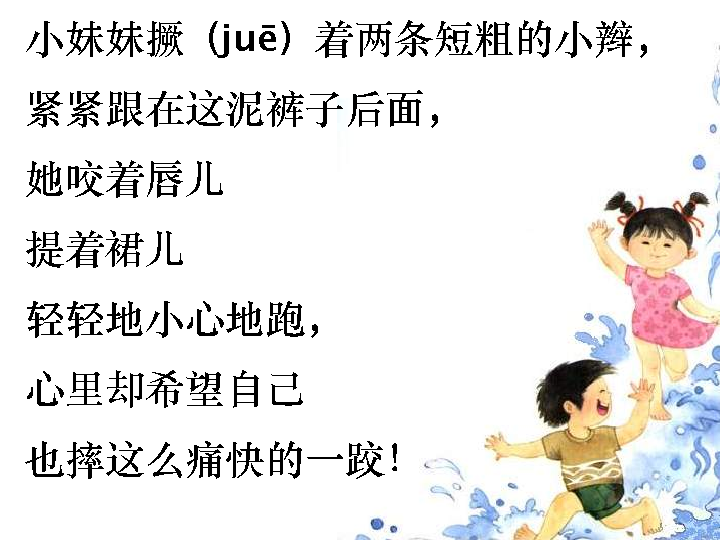 小妹妹撅（juē）着两条短粗的小辫，
紧紧跟在这泥裤子后面，
她咬着唇儿
提着裙儿
轻轻地小心地跑，
心里却希望自己
也摔这么痛快的一跤！